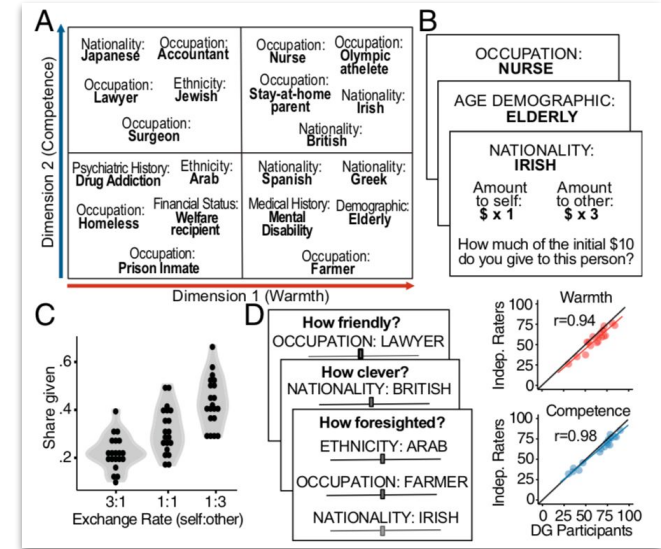 A
Dimension 2 (Competence)
Nationality:
Japanese
Occupation:
Accountant
Occupation:
Lawyer
Ethnicity:
Jewish
Occupation:
Surgeon
Occupation:
Nurse
Occupation:
Olympic
athelete
Occupation:
Stay-at-home
parent
Nationality:
Irish
Nationality:
British
Psychiatric History:
Drug Addiction
Ethnicity:
Arab
Occupation:
Homeless
Financial Status:
Welfare
recipient
Occupation:
Prison Inmate
Nationality:
Spanish
Nationality:
Greek
Medical History:
Mental
Disability
Demographic:
Elderly
Occupation:
Farmer
Dimension 1 (Warmth)
B
OCCUPATION:
NURSE
AGE DEMOGRAPHIC:
ELDERLY
NATIONALITY:
IRISH
Amount
to self:
$ x 1
Amount
to other:
$ x 3
How much of the initial $10
do you give to this person?
C
Share given
.6
.4
.2
3:1 1:1 1:3
Exchange Rate (self:other)
D
How friendly?
OCCUPATION: LAWYER
How clever?
NATIONALITY: BRITISH
How foresighted?
ETHNICITY: ARAB
OCCUPATION: FARMER
NATIONALITY: IRISH
Warmth
r=0.94
Indep. Raters
100
75
50
25
0
Competence
r=0.98
Indep. Raters
100
75
50
25
0
0 25 50 75 100
DG Participants